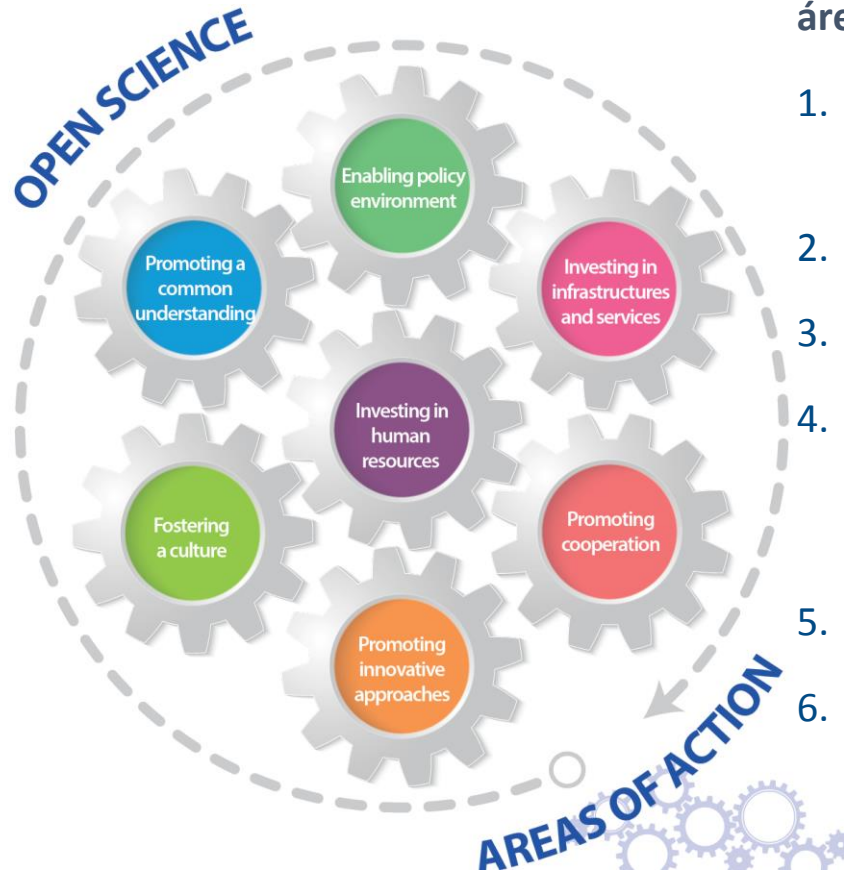 OPEN SCIENCE
Enabling policy
environment
Promoting a
common
understanding
Investing in
infrastructures
and services
Investing in
human
resources
Fostering
a culture
Promoting
cooperation
Promoting
innovative
approaches
AREAS OF ACTION
áre
1.
2.
3.
4.
5.
6.